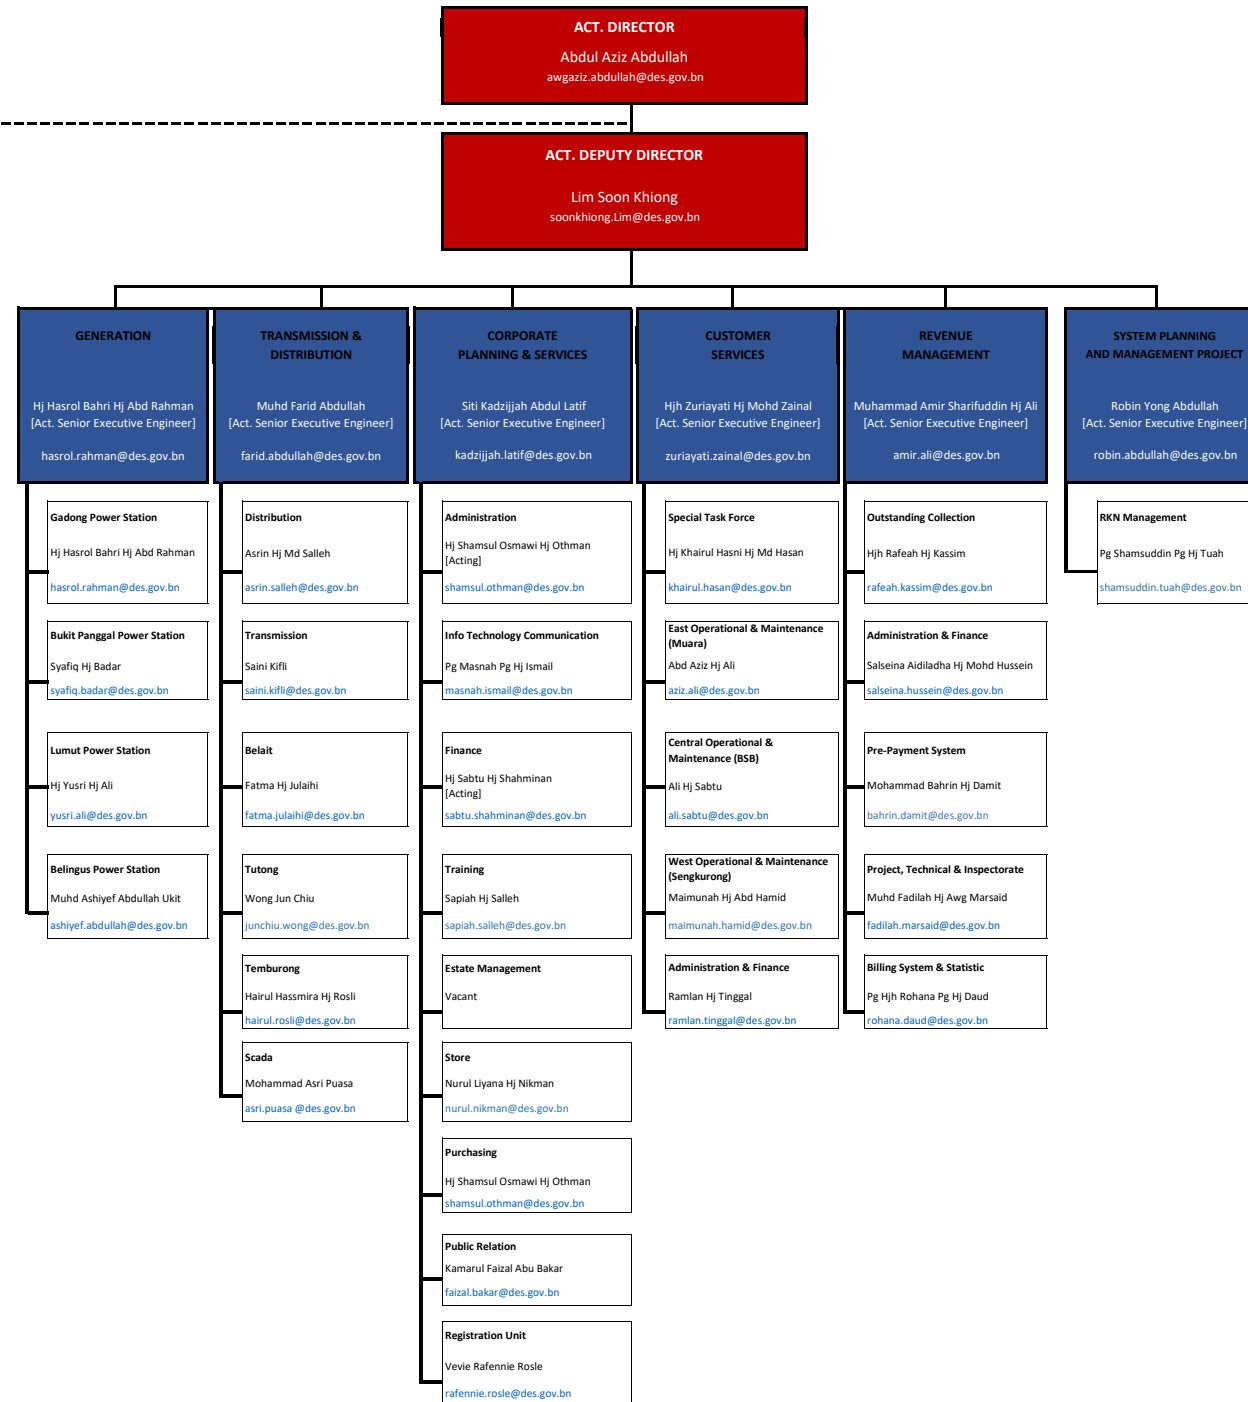 ACT. DIRECTOR
Abdul Aziz Abdullah
awgaziz.abdullah@des.gov.bn
ACT. DEPUTY DIRECTOR
Lim Soon Khiong
soonkhiong.Lim@des.gov.bn
GENERATION
Hj Hasrol Bahri Hj Abd Rahman
[Act. Senior Executive Engineer]
hasrol.rahman@des.gov.bn
Gadong Power Station
Hj Hasrol Bahri Hj Abd Rahman
hasrol.rahman@des.gov.bn
Bukit Panggal Power Station
Syafiq Hj Badar
syafiq.badar@des.gov.bn
Lumut Power Station
Hj Yusri Hj Ali
yusri.ali@des.gov.bn
Belingus Power Station
Muhd Ashiyef Abdullah Ukit
ashiyef.abdullah@des.gov.bn
TRANSMISSION &
DISTRIBUTION
Muhd Farid Abdullah
[Act. Senior Executive Engineer]
farid.abdullah@des.gov.bn
Distribution
Asrin Hj Md Salleh
asrin.salleh@des.gov.bn
Transmission
Saini Kifli
saini.kifli@des.gov.bn
Belait
Fatma Hj Julaihi
fatma.julaihi@des.gov.bn
Tutong
Wong Jun Chiu
junchiu.wong@des.gov.bn
Temburong
Hairul Hassmira Hj Rosli
hairul.rosli@des.gov.bn
Scada
Mohammad Asri Puasa
asri.puasa @des.gov.bn
CORPORATE
PLANNING & SERVICES
Siti Kadzijjah Abdul Latif
[Act. Senior Executive Engineer]
kadzijjah.latif@des.gov.bn
Administration
Hj Shamsul Osmawi Hj Othman
[Acting]
shamsul.othman@des.gov.bn
Info Technology Communication
Pg Masnah Pg Hj Ismail
masnah.ismail@des.gov.bn
Finance
Hj Sabtu Hj Shahminan
[Acting]
sabtu.shahminan@des.gov.bn
Training
Sapiah Hj Salleh
sapiah.salleh@des.gov.bn
Estate Management
Vacant
Store
Nurul Liyana Hj Nikman
nurul.nikman@des.gov.bn
Purchasing
Hj Shamsul Osmawi Hj Othman
shamsul.othman@des.gov.bn
Public Relation
Kamarul Faizal Abu Bakar
faizal.bakar@des.gov.bn
Registration Unit
Vevie Rafennie Rosle
rafennie.rosle@des.gov.bn
CUSTOMER
SERVICES
Hjh Zuriayati Hj Mohd Zainal
[Act. Senior Executive Engineer]
zuriayati.zainal@des.gov.bn
Special Task Force
Hj Khairul Hasni Hj Md Hasan
khairul.hasan@des.gov.bn
East Operational & Maintenance
(Muara)
Abd Aziz Hj Ali
aziz.ali@des.gov.bn
Central Operational &
Maintenance (BSB)
Ali Hj Sabtu
ali.sabtu@des.gov.bn
West Operational & Maintenance
(Sengkurong)
Maimunah Hj Abd Hamid
maimunah.hamid@des.gov.bn
Administration & Finance
Ramlan Hj Tinggal
ramlan.tinggal@des.gov.bn
REVENUE
MANAGEMENT
Muhammad Amir Sharifuddin Hj Ali
[Act. Senior Executive Engineer]
amir.ali@des.gov.bn
Outstanding Collection
Hjh Rafeah Hj Kassim
rafeah.kassim@des.gov.bn
Administration & Finance
Salseina Aidiladha Hj Mohd Hussein
salseina.hussein@des.gov.bn
Pre-Payment System
Mohammad Bahrin Hj Damit
bahrin.damit@des.gov.bn
Project, Technical & Inspectorate
Muhd Fadilah Hj Awg Marsaid
fadilah.marsaid@des.gov.bn
Billing System & Statistic
Pg Hjh Rohana Pg Hj Daud
rohana.daud@des.gov.bn
SYSTEM PLANNING
AND MANAGEMENT PROJECT
Robin Yong Abdullah
[Act. Senior Executive Engineer]
robin.abdullah@des.gov.bn
RKN Management
Pg Shamsuddin Pg Hj Tuah
shamsuddin.tuah@des.gov.bn